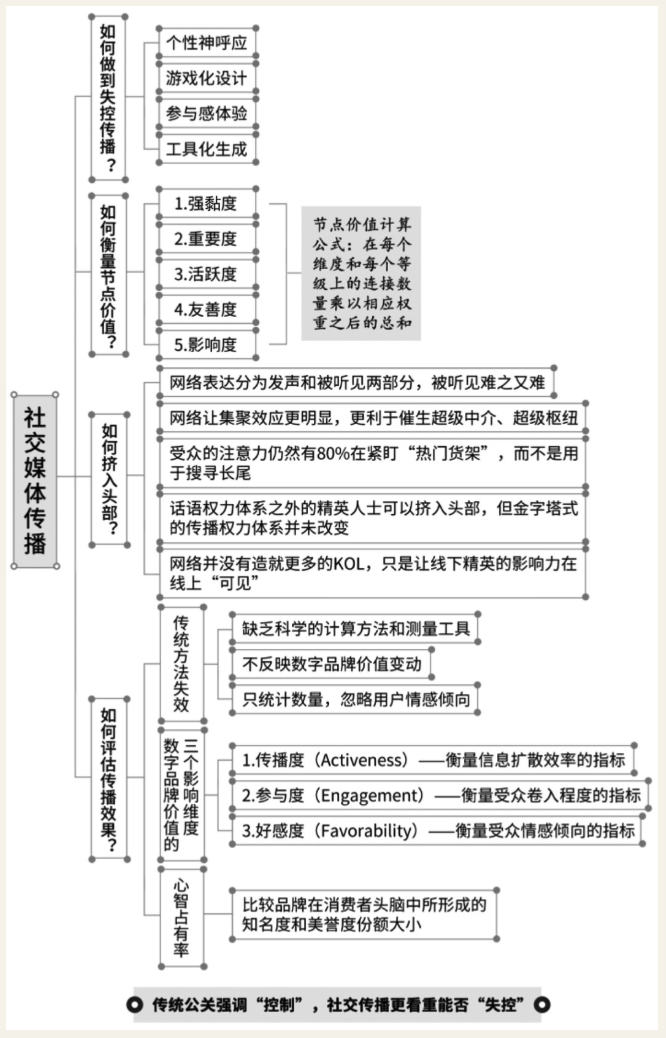 社交媒体传播
如何做到失控传播？
个性神呼应
游戏化设计
参与感体验
工具化生成
如何衡量节点价值？
1.强黏度
2.重要度
3.活跃度
4.友善度
5.影响度
节点价值计算
公式：在每个
维度和每个等
级上的连接数
量乘以相应权
重之后的总和
如何挤入头部？
网络表达分为发声和被听见两部分，被听见难之又难
网络让集聚效应更明显，更利于催生超级中介、超级枢纽
受众的注意力仍然有80%在紧盯“热门货架”，而不是用
于搜寻长尾
话语权力体系之外的精英人士可以挤入头部，但金字塔式
的传播权力体系并未改变
网络并没有造就更多的KOL，只是让线下精英的影响力在
线上“可见”
如何评估传播效果？
传统方法失效
缺乏科学的计算方法和测量工具
不反映数字品牌价值变动
只统计数量，忽略用户情感倾向
数字品牌价值的
三个影响维度
1.传播度（Activeness）——衡量信息扩散效率的指标
2.参与度（Engagement）——衡量受众卷入程度的指标
3.好感度（Favorability）——衡量受众情感倾向的指标
心智占有率
比较品牌在消费者头脑中所形成的
知名度和美誉度份额大小
传统公关强调“控制”，社交传播更看重能否“失控”